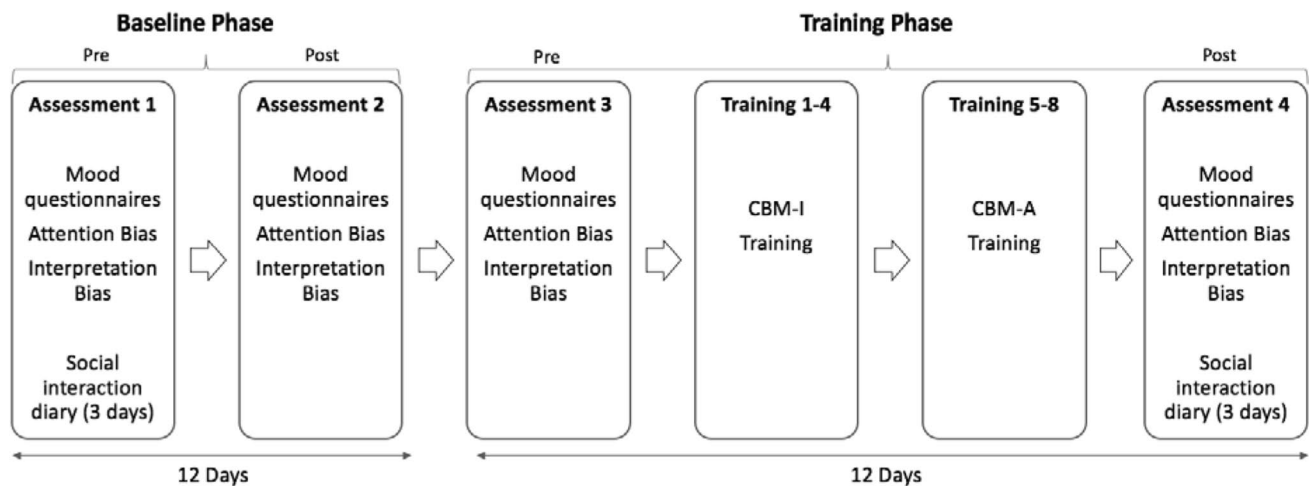 Baseline Phase
Training Phase
Pre
Post
Pre
Post
Assessment 1
Mood
questionnaires
Attention Bias
Interpretation
Bias
Social
interaction
diary (3 days)
Assessment 2
Mood
questionnaires
Attention Bias
Interpretation
Bias
Assessment 3
Mood
questionnaires
Attention Bias
Interpretation
Bias
Training 1-4
CBM-I
Training
Training 5-8
CBM-A
Training
Assessment 4
Mood
questionnaires
Attention Bias
Interpretation
Bias
Social
interaction
diary (3 days)
12 Days
12 Days